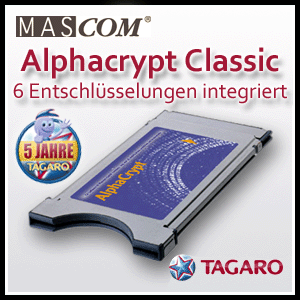 MASCOM®
Alphacrypt Classic
6 Entschlüsselungen integriert
5 JAHRE
TAGARO
AlphaCrypt
TAGARO